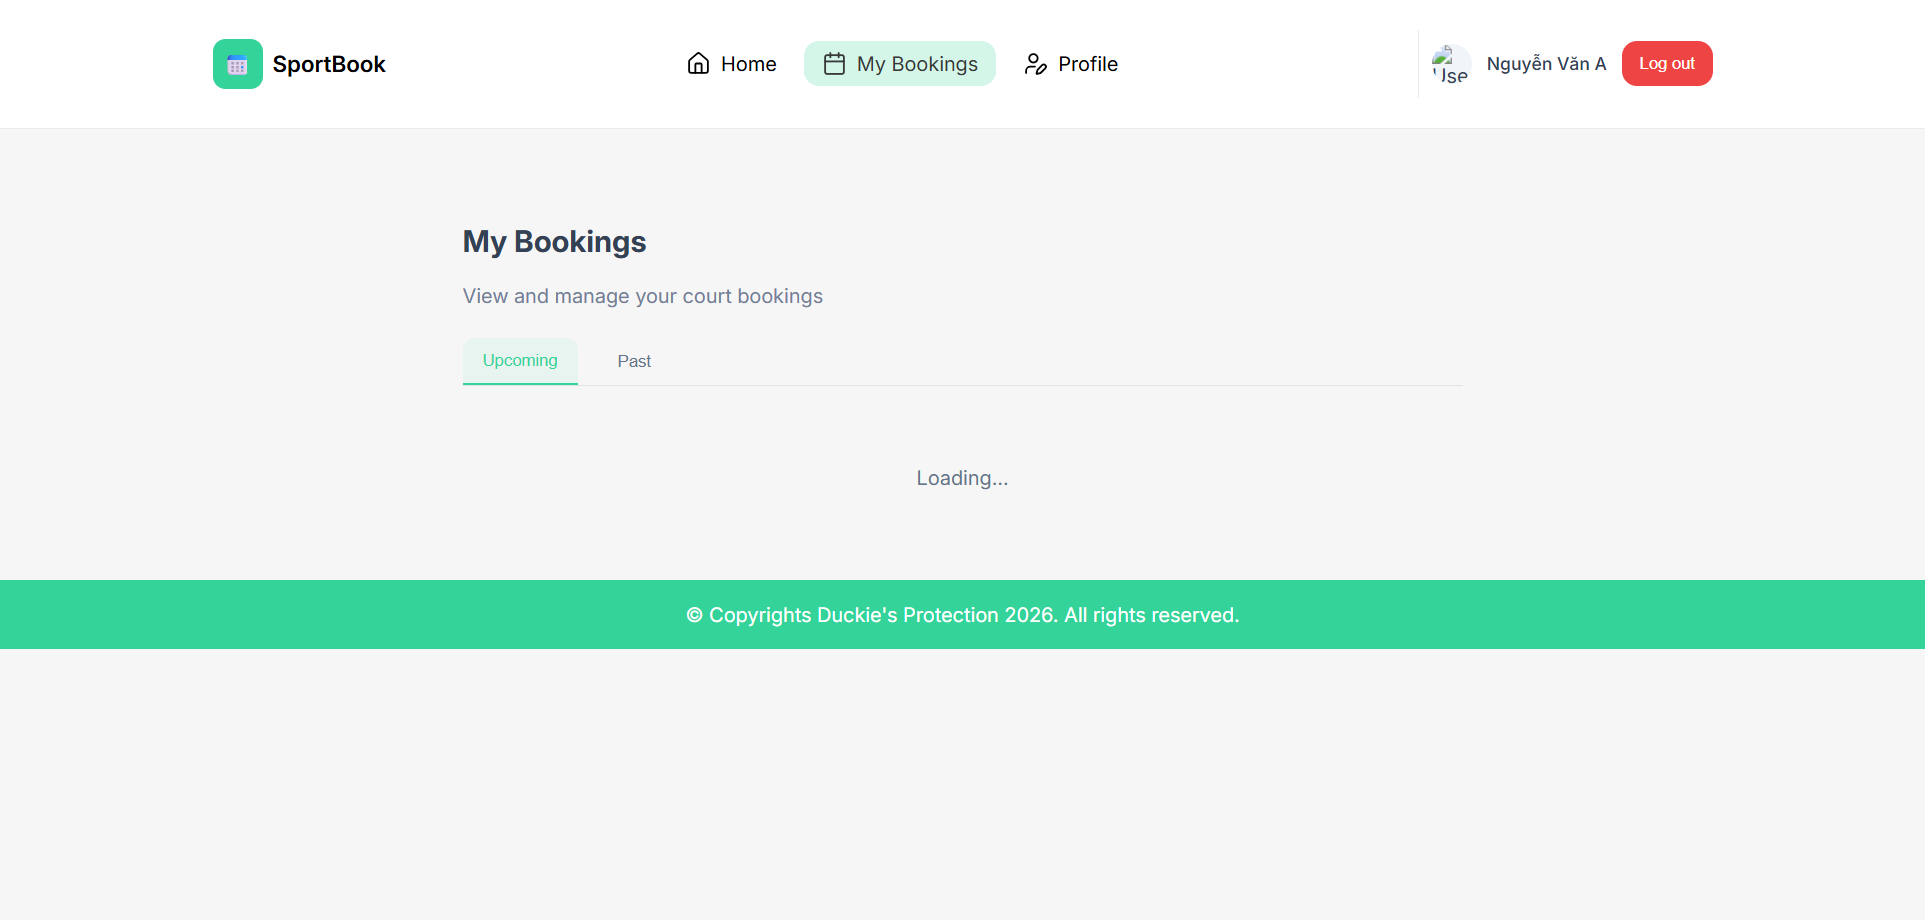 SportBook
Home
My Bookings
Profile
Use
Nguyễn Văn A
Log out
My Bookings
View and manage your court bookings
Upcoming
Past
Loading...
© Copyrights Duckie's Protection 2026. All rights reserved.